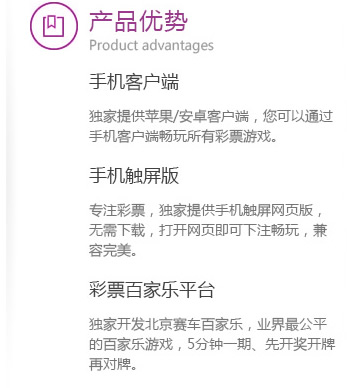 产品优势
Product advantages
手机客户端
独家提供苹果/安卓客户端，您可以通过
手机客户端畅玩所有彩票游戏。
手机触屏版
专注彩票，独家提供手机触屏网页版，
无需下载，打开网页即可下注畅玩，兼
容完美。
彩票百家乐平台
独家开发北京赛车百家乐，业界最公平
的百家乐游戏，5分钟一期、先开奖开牌
再对牌。